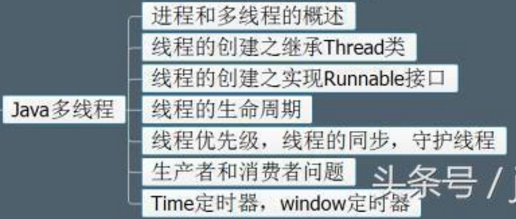 进程和多线程的概述
线程的创建之继承Thread类
线程的创建之实现Runnable接口
Java多线程
线程的生命周期
线程优先级，线程的同步，守护线程
生产者和消费者问题
Time定时器，window定时器
头条号 / j